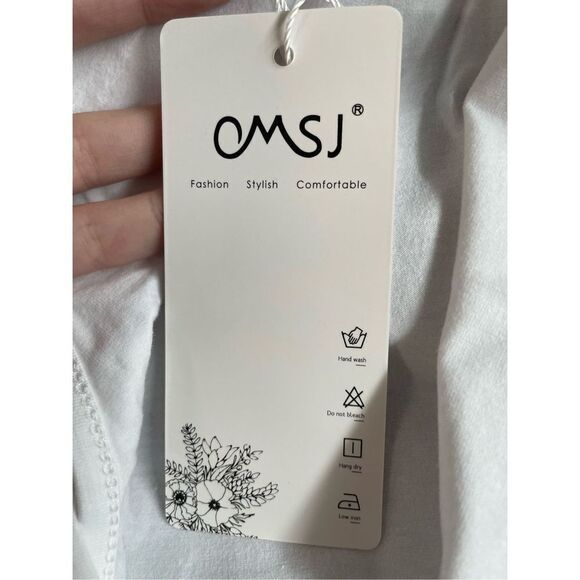 OMSJ®
Fashion Stylish Comfortable
Hand wash
Do not bleach
Hang dry
Low iron